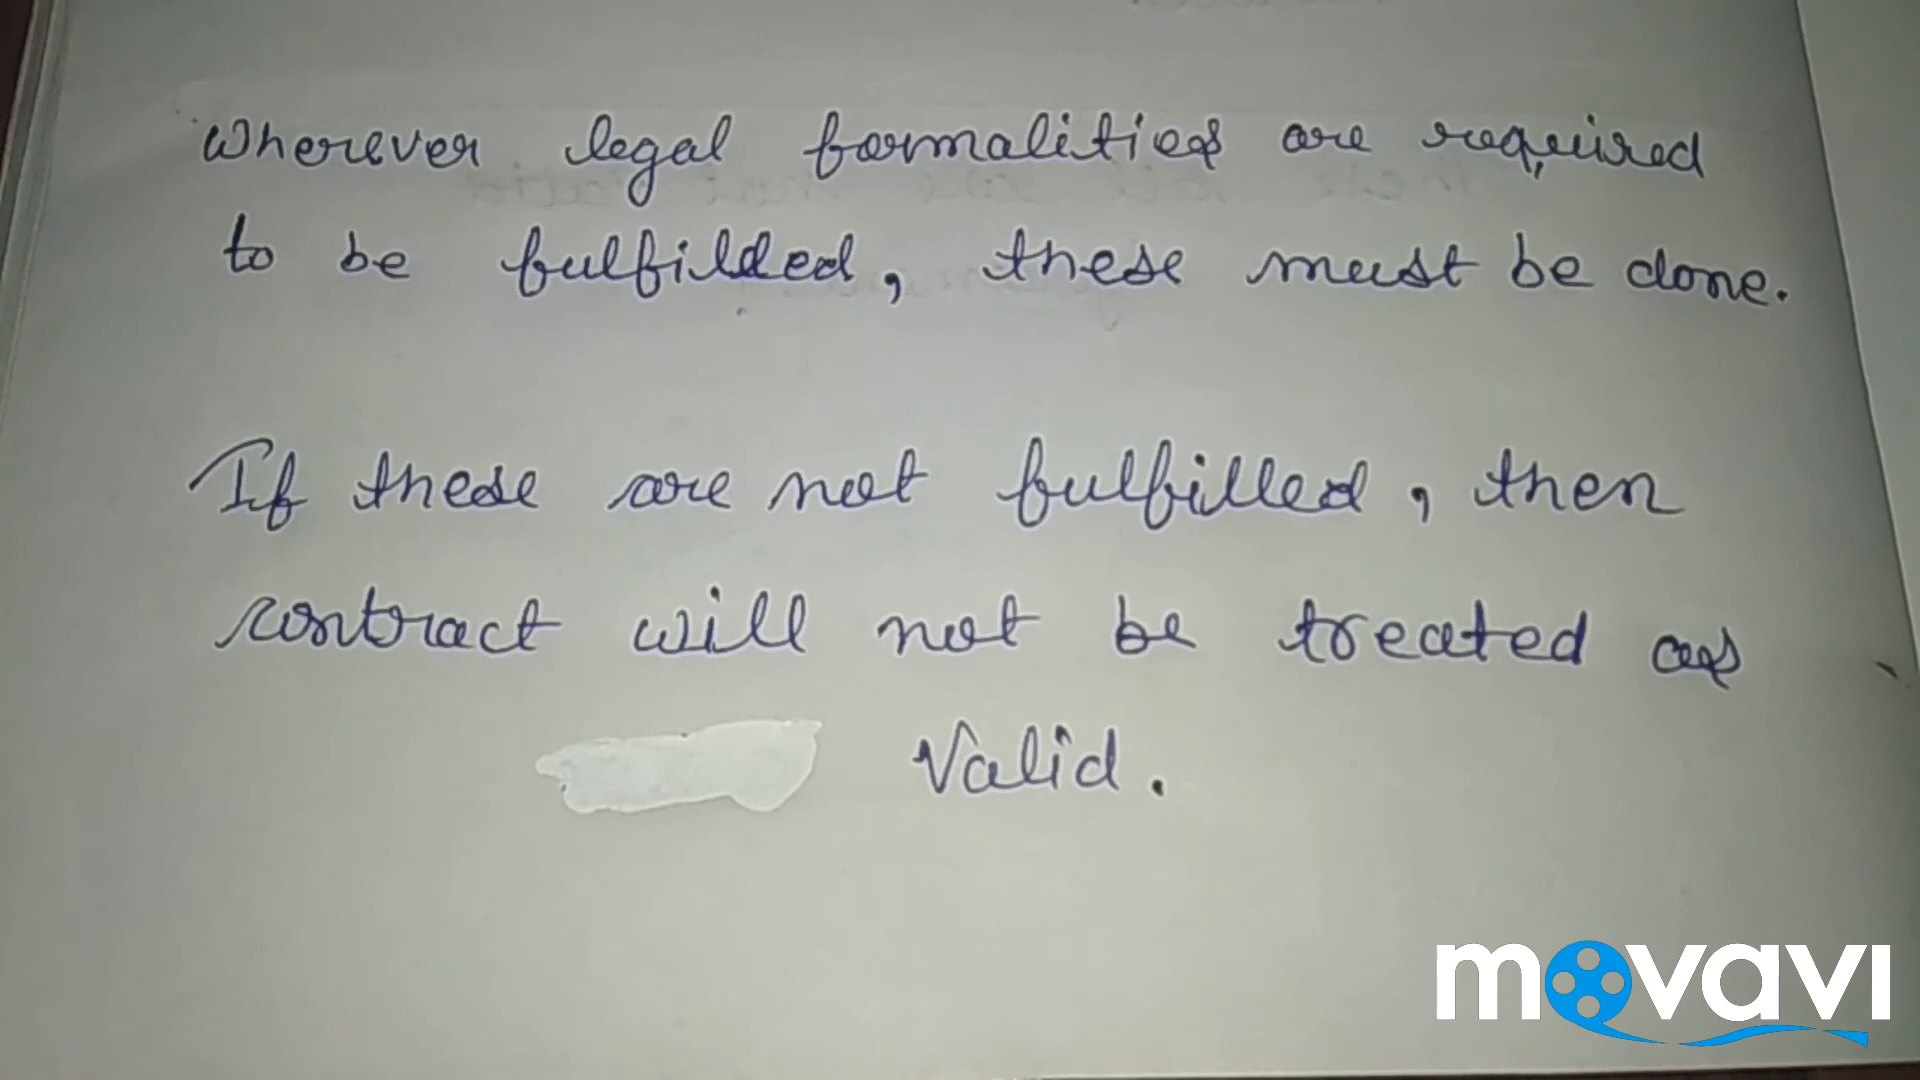 Wherever legal formalities are required
to be fulfilled, these must be done.
If these are not fulfilled, then
contract will not be treated as
Valid.
movavi